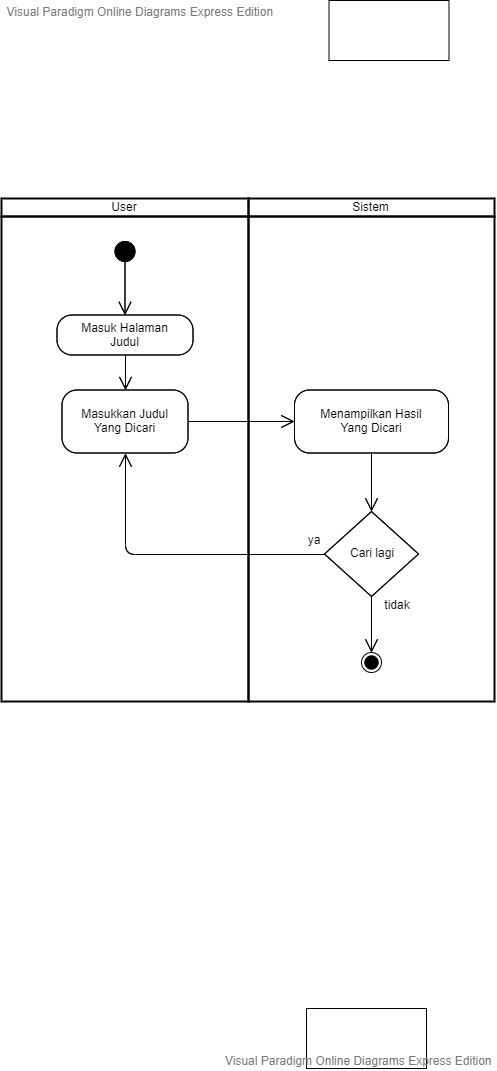 Visual Paradigm Online Diagrams Express Edition
User
Sistem
Masuk Halaman
Judul
Masukkan Judul
Yang Dicari
Menampilkan Hasil
Yang Dicari
ya
Cari lagi
tidak
Visual Paradigm Online Diagrams Express Edition